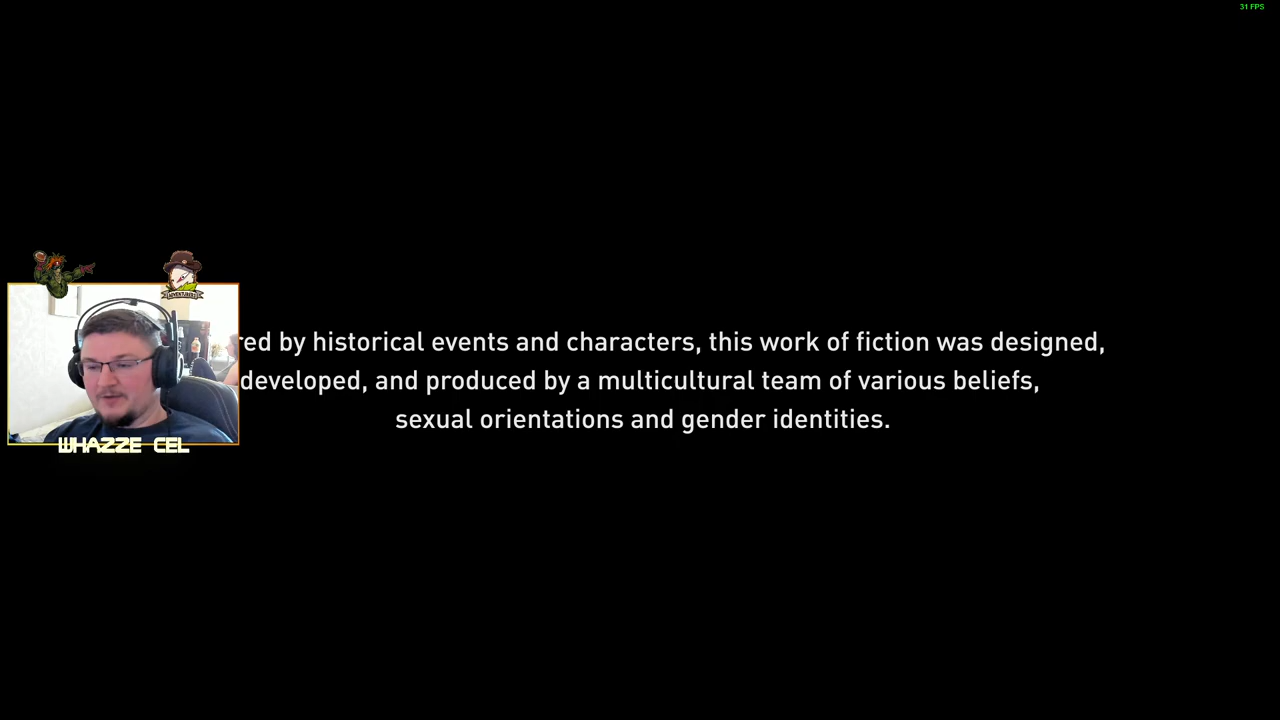 31 FPS
red by historical events and characters, this work of fiction was designed,
developed, and produced by a multicultural team of various beliefs,
sexual orientations and gender identities.
WHAZZE CEL